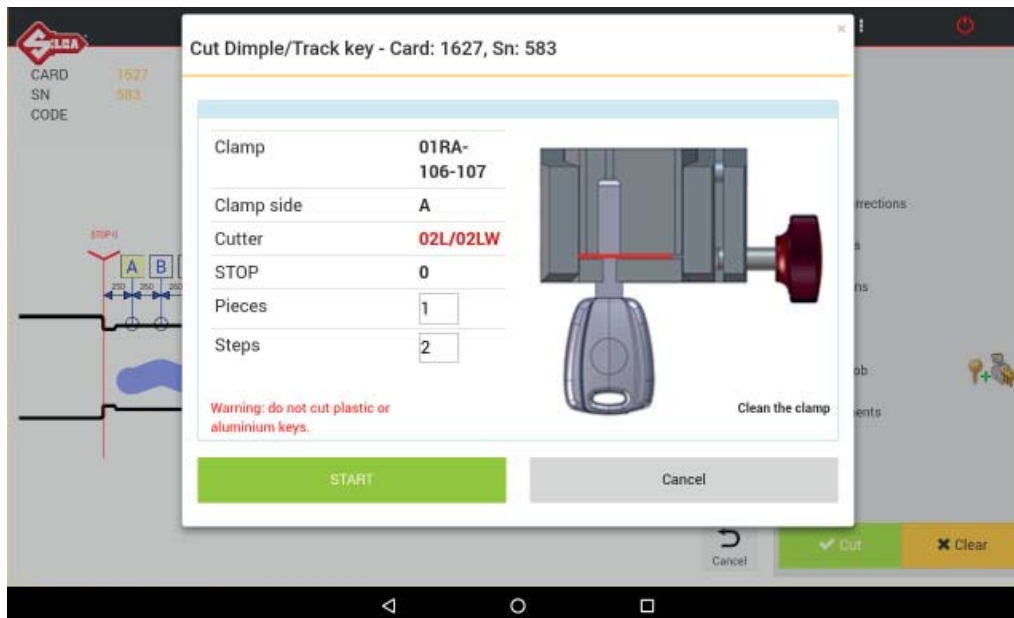 SILCA
Cut Dimple/Track key - Card: 1627, Sn: 583
×
CARD 1627
SN 583
CODE
Clamp 01RA-
106-107
Clamp side A
Cutter 02L/02LW
STOP 0
Pieces 1
Steps 2
Warning: do not cut plastic or
aluminium keys.
Clean the clamp
START
Cancel
[STOP 0]
A B
250 260 260
rrections
s
ns
ob
ents
Cancel
Cut
Clear